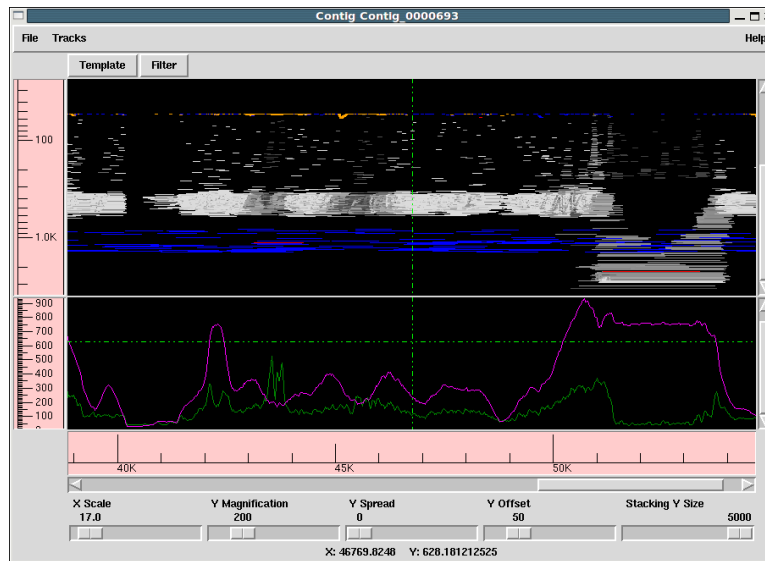 Contig Contig_0000693
File Tracks Help
Template Filter
100
1.0K
900
800
700
600
500
400
300
200
100
0
40K 45K 50K
X Scale Y Magnification Y Spread Y Offset Stacking Y Size
17.0 200 0 50 5000
X: 46769.8248 Y: 628.181212525